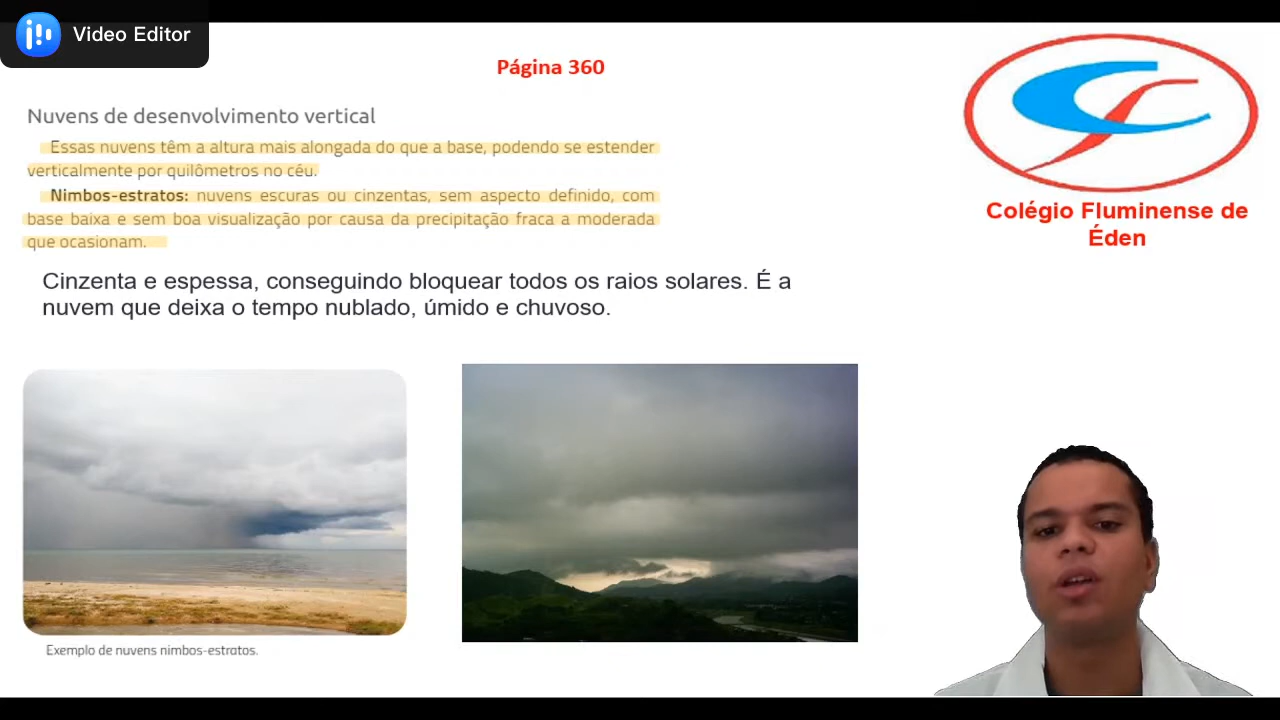 Video Editor
Página 360
Nuvens de desenvolvimento vertical
Essas nuvens têm a altura mais alongada do que a base, podendo se estender
verticalmente por quilômetros no céu.
Nimbos-estratos: nuvens escuras ou cinzentas, sem aspecto definido, com
base baixa e sem boa visualização por causa da precipitação fraca a moderada
que ocasionam.
Cinzenta e espessa, conseguindo bloquear todos os raios solares. É a
nuvem que deixa o tempo nublado, úmido e chuvoso.
Exemplo de nuvens nimbos-estratos.
Colégio Fluminense de
Éden